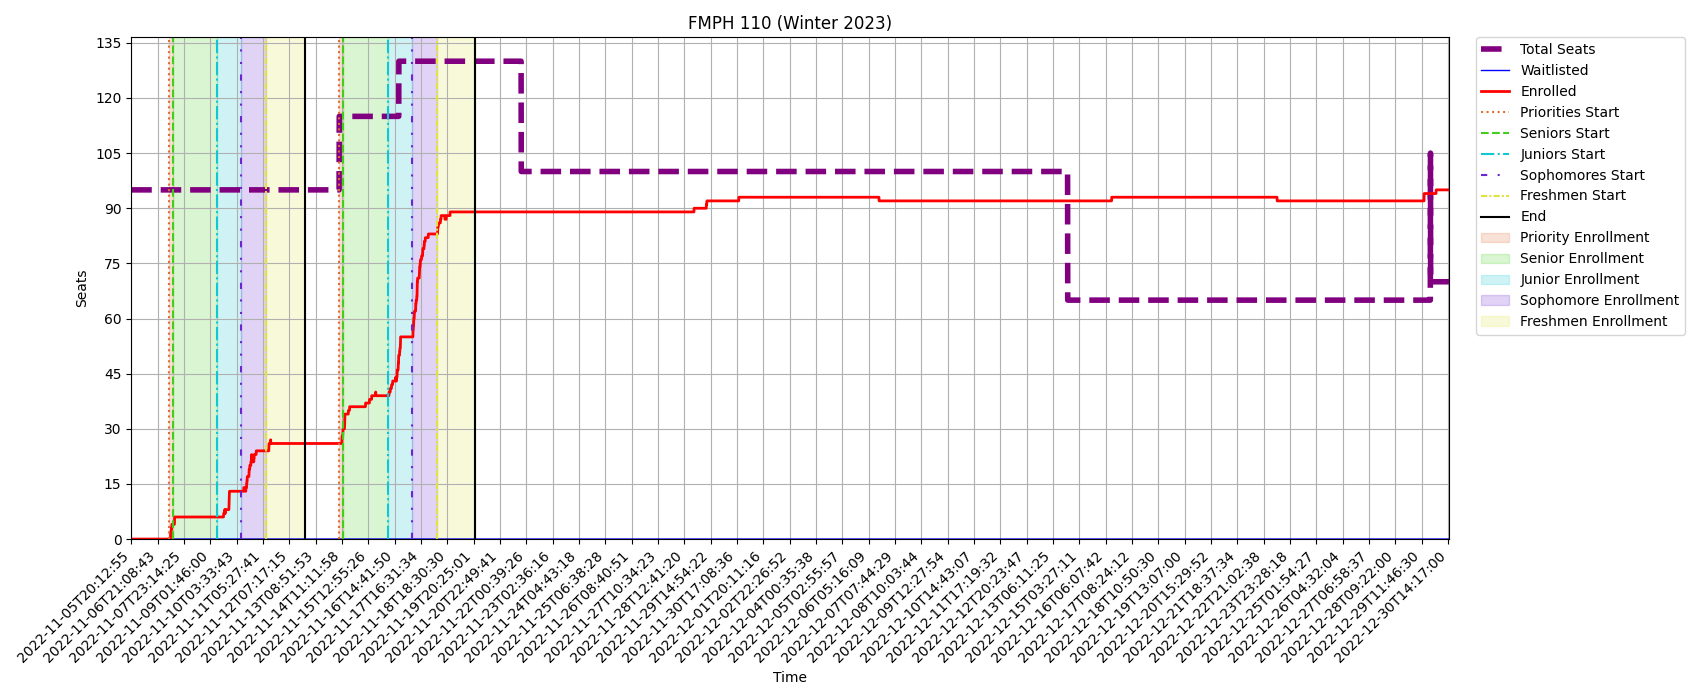 FMPH 110 (Winter 2023)
135
120
105
90
75
60
45
30
15
0
Seats
2022-11-05T20:12:55
2022-11-06T21:08:43
2022-11-07T23:14:25
2022-11-09T01:46:00
2022-11-10T03:33:43
2022-11-11T05:27:41
2022-11-12T07:17:15
2022-11-13T08:51:53
2022-11-14T11:11:58
2022-11-15T12:55:26
2022-11-16T14:41:50
2022-11-17T16:31:34
2022-11-18T18:30:30
2022-11-19T20:25:01
2022-11-20T22:49:41
2022-11-22T00:39:26
2022-11-23T02:36:16
2022-11-24T04:43:18
2022-11-25T06:38:28
2022-11-26T08:40:51
2022-11-27T10:34:23
2022-11-28T12:41:20
2022-11-29T14:54:22
2022-11-30T17:08:36
2022-12-01T20:11:16
2022-12-02T22:26:52
2022-12-04T00:35:38
2022-12-05T02:55:57
2022-12-06T05:16:09
2022-12-07T07:44:29
2022-12-08T10:03:44
2022-12-09T12:27:54
2022-12-10T14:43:07
2022-12-11T17:19:32
2022-12-12T20:23:47
2022-12-13T06:11:25
2022-12-15T03:27:11
2022-12-16T06:07:42
2022-12-17T08:24:12
2022-12-18T10:50:30
2022-12-19T13:07:00
2022-12-20T15:29:52
2022-12-21T18:37:34
2022-12-22T21:02:38
2022-12-23T23:28:18
2022-12-25T01:54:27
2022-12-26T04:32:04
2022-12-27T06:58:37
2022-12-28T09:22:00
2022-12-29T11:46:30
2022-12-30T14:17:00
Time
Total Seats
Waitlisted
Enrolled
Priorities Start
Seniors Start
Juniors Start
Sophomores Start
Freshmen Start
End
Priority Enrollment
Senior Enrollment
Junior Enrollment
Sophomore Enrollment
Freshmen Enrollment